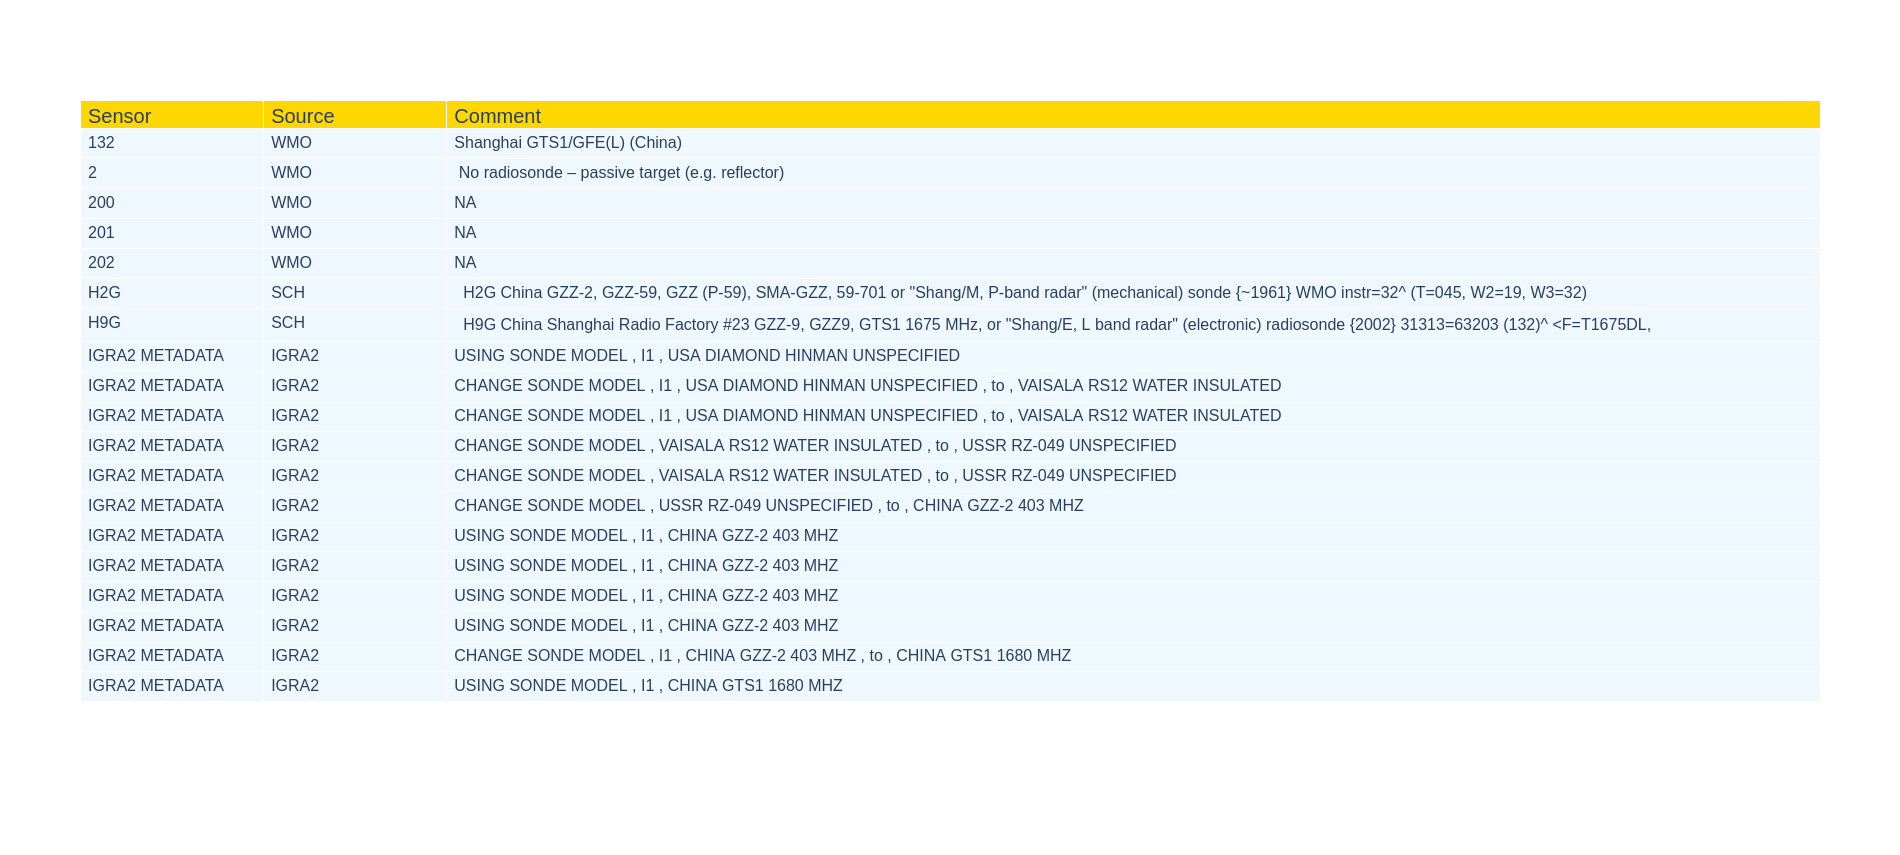 Sensor Source Comment
132 WMO Shanghai GTS1/GFE(L) (China)
2 WMO No radiosonde – passive target (e.g. reflector)
200 WMO NA
201 WMO NA
202 WMO NA
H2G SCH H2G China GZZ-2, GZZ-59, GZZ (P-59), SMA-GZZ, 59-701 or "Shang/M, P-band radar" (mechanical) sonde {~1961} WMO instr=32^ (T=045, W2=19, W3=32)
H9G SCH H9G China Shanghai Radio Factory #23 GZZ-9, GZZ9, GTS1 1675 MHz, or "Shang/E, L band radar" (electronic) radiosonde {2002} 31313=63203 (132)^ <F=T1675DL,
IGRA2 METADATA IGRA2 USING SONDE MODEL , I1 , USA DIAMOND HINMAN UNSPECIFIED
IGRA2 METADATA IGRA2 CHANGE SONDE MODEL , I1 , USA DIAMOND HINMAN UNSPECIFIED , to , VAISALA RS12 WATER INSULATED
IGRA2 METADATA IGRA2 CHANGE SONDE MODEL , I1 , USA DIAMOND HINMAN UNSPECIFIED , to , VAISALA RS12 WATER INSULATED
IGRA2 METADATA IGRA2 CHANGE SONDE MODEL , VAISALA RS12 WATER INSULATED , to , USSR RZ-049 UNSPECIFIED
IGRA2 METADATA IGRA2 CHANGE SONDE MODEL , VAISALA RS12 WATER INSULATED , to , USSR RZ-049 UNSPECIFIED
IGRA2 METADATA IGRA2 CHANGE SONDE MODEL , USSR RZ-049 UNSPECIFIED , to , CHINA GZZ-2 403 MHZ
IGRA2 METADATA IGRA2 USING SONDE MODEL , I1 , CHINA GZZ-2 403 MHZ
IGRA2 METADATA IGRA2 USING SONDE MODEL , I1 , CHINA GZZ-2 403 MHZ
IGRA2 METADATA IGRA2 USING SONDE MODEL , I1 , CHINA GZZ-2 403 MHZ
IGRA2 METADATA IGRA2 USING SONDE MODEL , I1 , CHINA GZZ-2 403 MHZ
IGRA2 METADATA IGRA2 CHANGE SONDE MODEL , I1 , CHINA GZZ-2 403 MHZ , to , CHINA GTS1 1680 MHZ
IGRA2 METADATA IGRA2 USING SONDE MODEL , I1 , CHINA GTS1 1680 MHZ